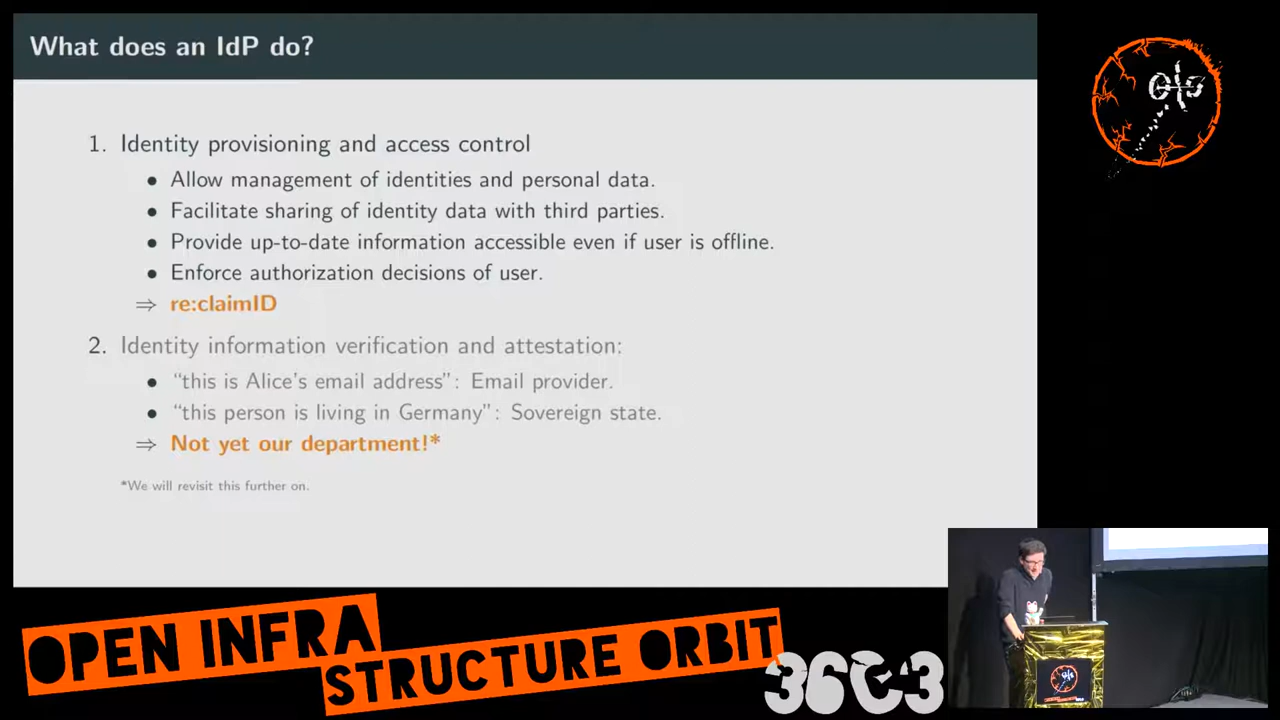 What does an IdP do?
1. Identity provisioning and access control
• Allow management of identities and personal data.
• Facilitate sharing of identity data with third parties.
• Provide up-to-date information accessible even if user is offline.
• Enforce authorization decisions of user.
⇒ re:claimID
2. Identity information verification and attestation:
• “this is Alice’s email address”: Email provider.
• “this person is living in Germany”: Sovereign state.
⇒ Not yet our department!*
*We will revisit this further on.
OPEN INFRA
STRUCTURE ORBIT
36C3